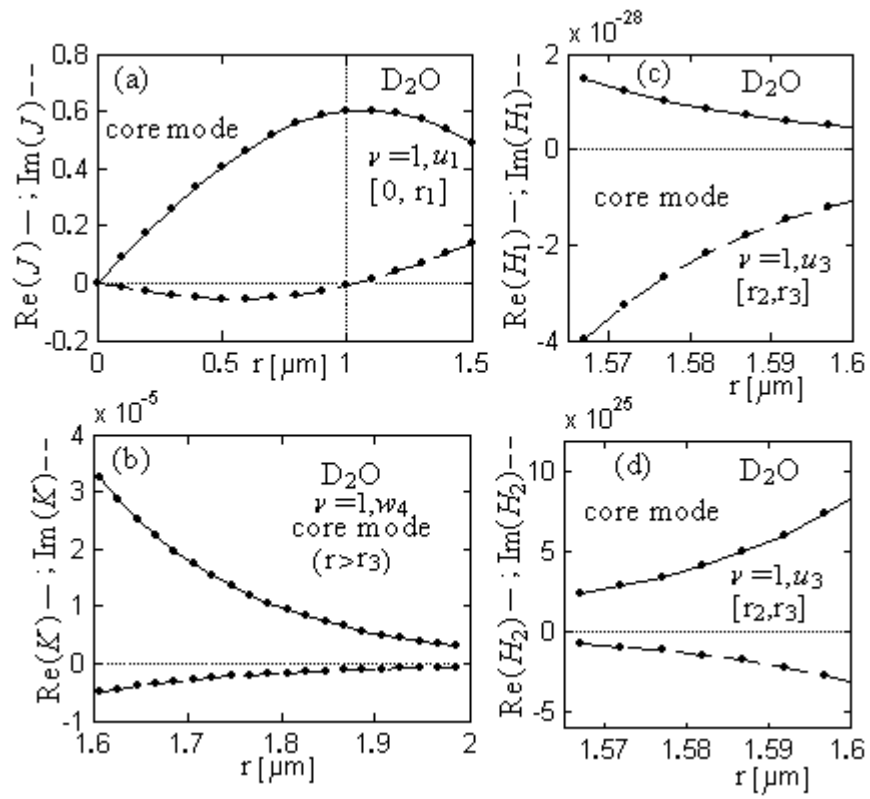 (a)
D₂O
core mode
ν=1,u₁
[0, r₁]
Re(J)—; Im(J)--
0.8
0.6
0.4
0.2
0
-0.2
0
0.5
1
1.5
r [µm]
x 10⁻²⁸
(c)
D₂O
core mode
ν=1,u₃
[r₂,r₃]
Re(H₁)—; Im(H₁)--
2
0
-2
-4
1.57
1.58
1.59
1.6
r [µm]
x 10⁻⁵
(b)
D₂O
ν=1,w₄
core mode
(r>r₃)
Re(K)—; Im(K)--
4
3
2
1
0
-1
1.6
1.7
1.8
1.9
2
r [µm]
x 10²⁵
(d)
D₂O
core mode
ν=1,u₃
[r₂,r₃]
Re(H₂)—; Im(H₂)--
10
5
0
-5
1.57
1.58
1.59
1.6
r [µm]